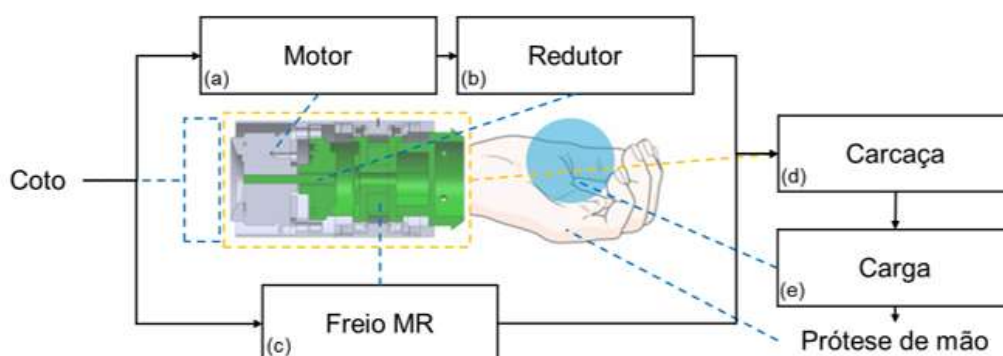 Motor
(a)
Redutor
(b)
Coto
Carcaça
(d)
Carga
(e)
Freio MR
(c)
Prótese de mão